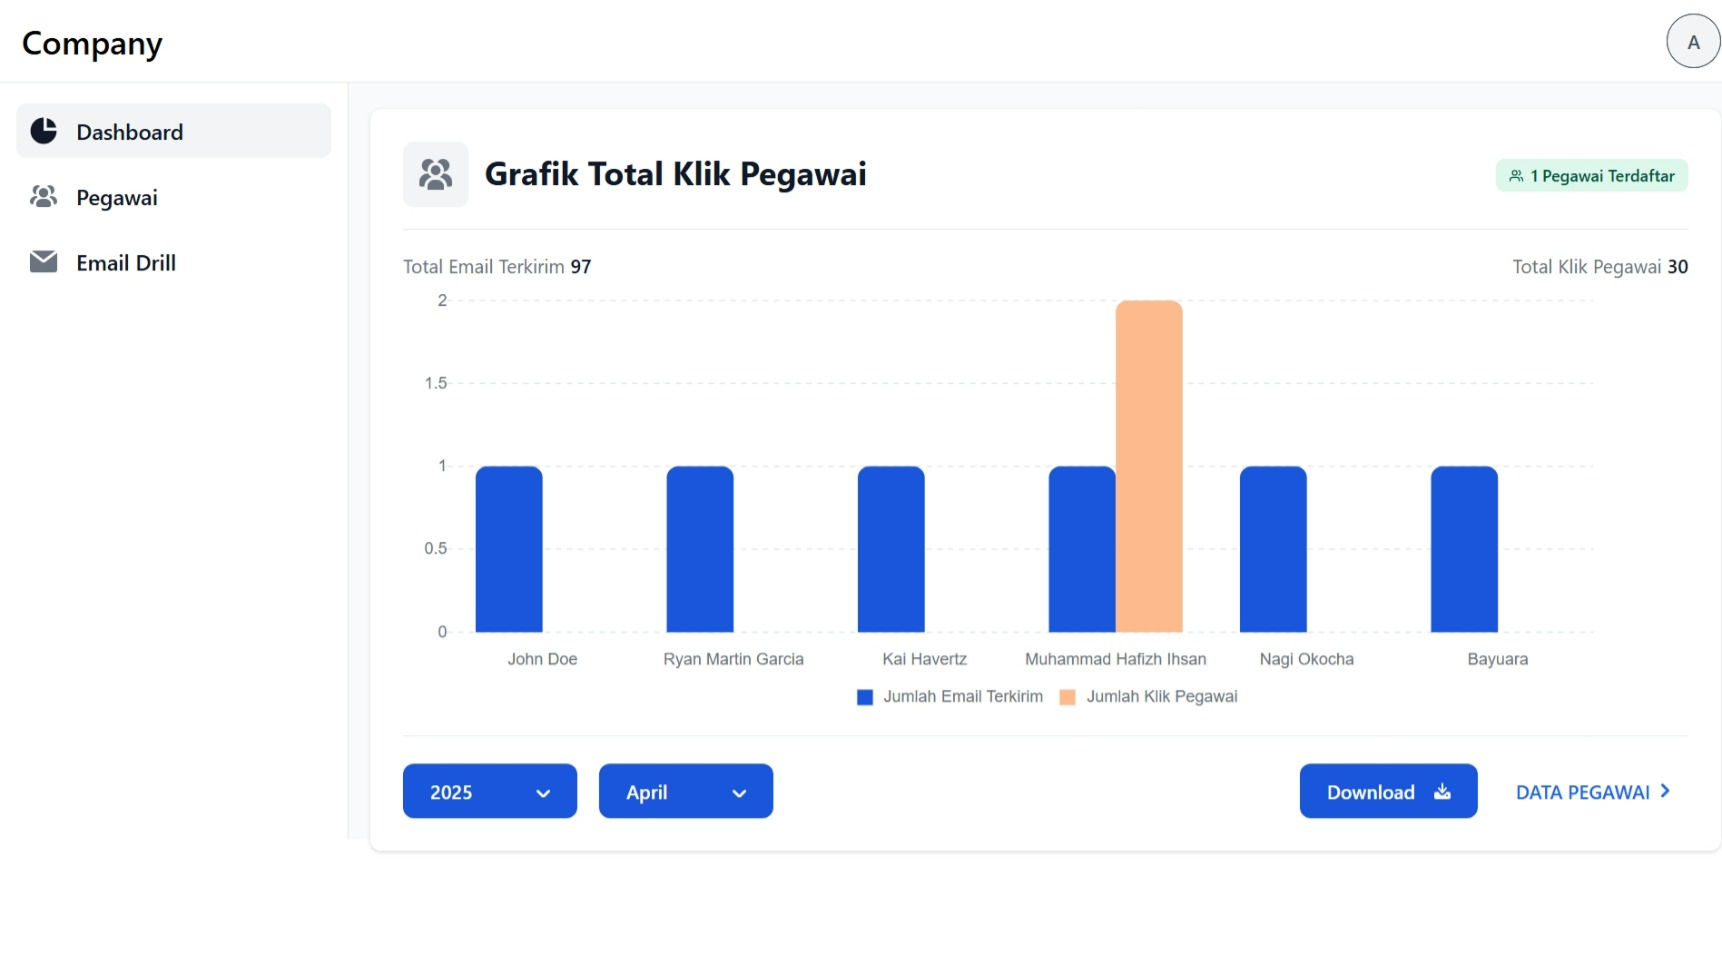 Company
A
Dashboard
Pegawai
Email Drill
Grafik Total Klik Pegawai
1 Pegawai Terdaftar
Total Email Terkirim 97
Total Klik Pegawai 30
2
1.5
1
0.5
0
John Doe
Ryan Martin Garcia
Kai Havertz
Muhammad Hafizh Ihsan
Nagi Okocha
Bayuara
Jumlah Email Terkirim
Jumlah Klik Pegawai
2025
April
Download
DATA PEGAWAI